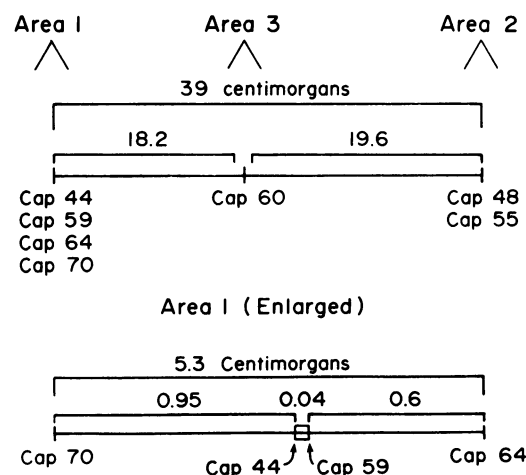 Area 1 Area 3 Area 2
39 centimorgans
18.2 19.6
Cap 44 Cap 60 Cap 48
Cap 59 Cap 55
Cap 64
Cap 70
Area 1 (Enlarged)
5.3 Centimorgans
0.95 0.04 0.6
Cap 70 Cap 44 Cap 59 Cap 64